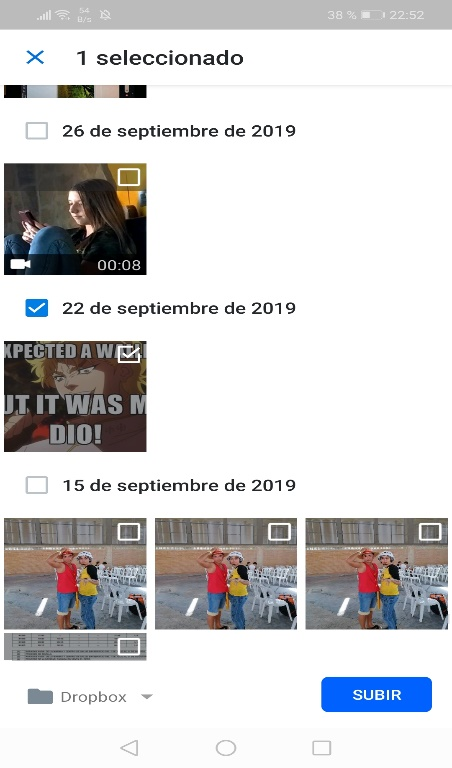 54
B/s
38 %
22:52
1 seleccionado
26 de septiembre de 2019
00:08
22 de septiembre de 2019
XPECTED A WA
UT IT WAS M
DIO!
15 de septiembre de 2019
Dropbox
SUBIR